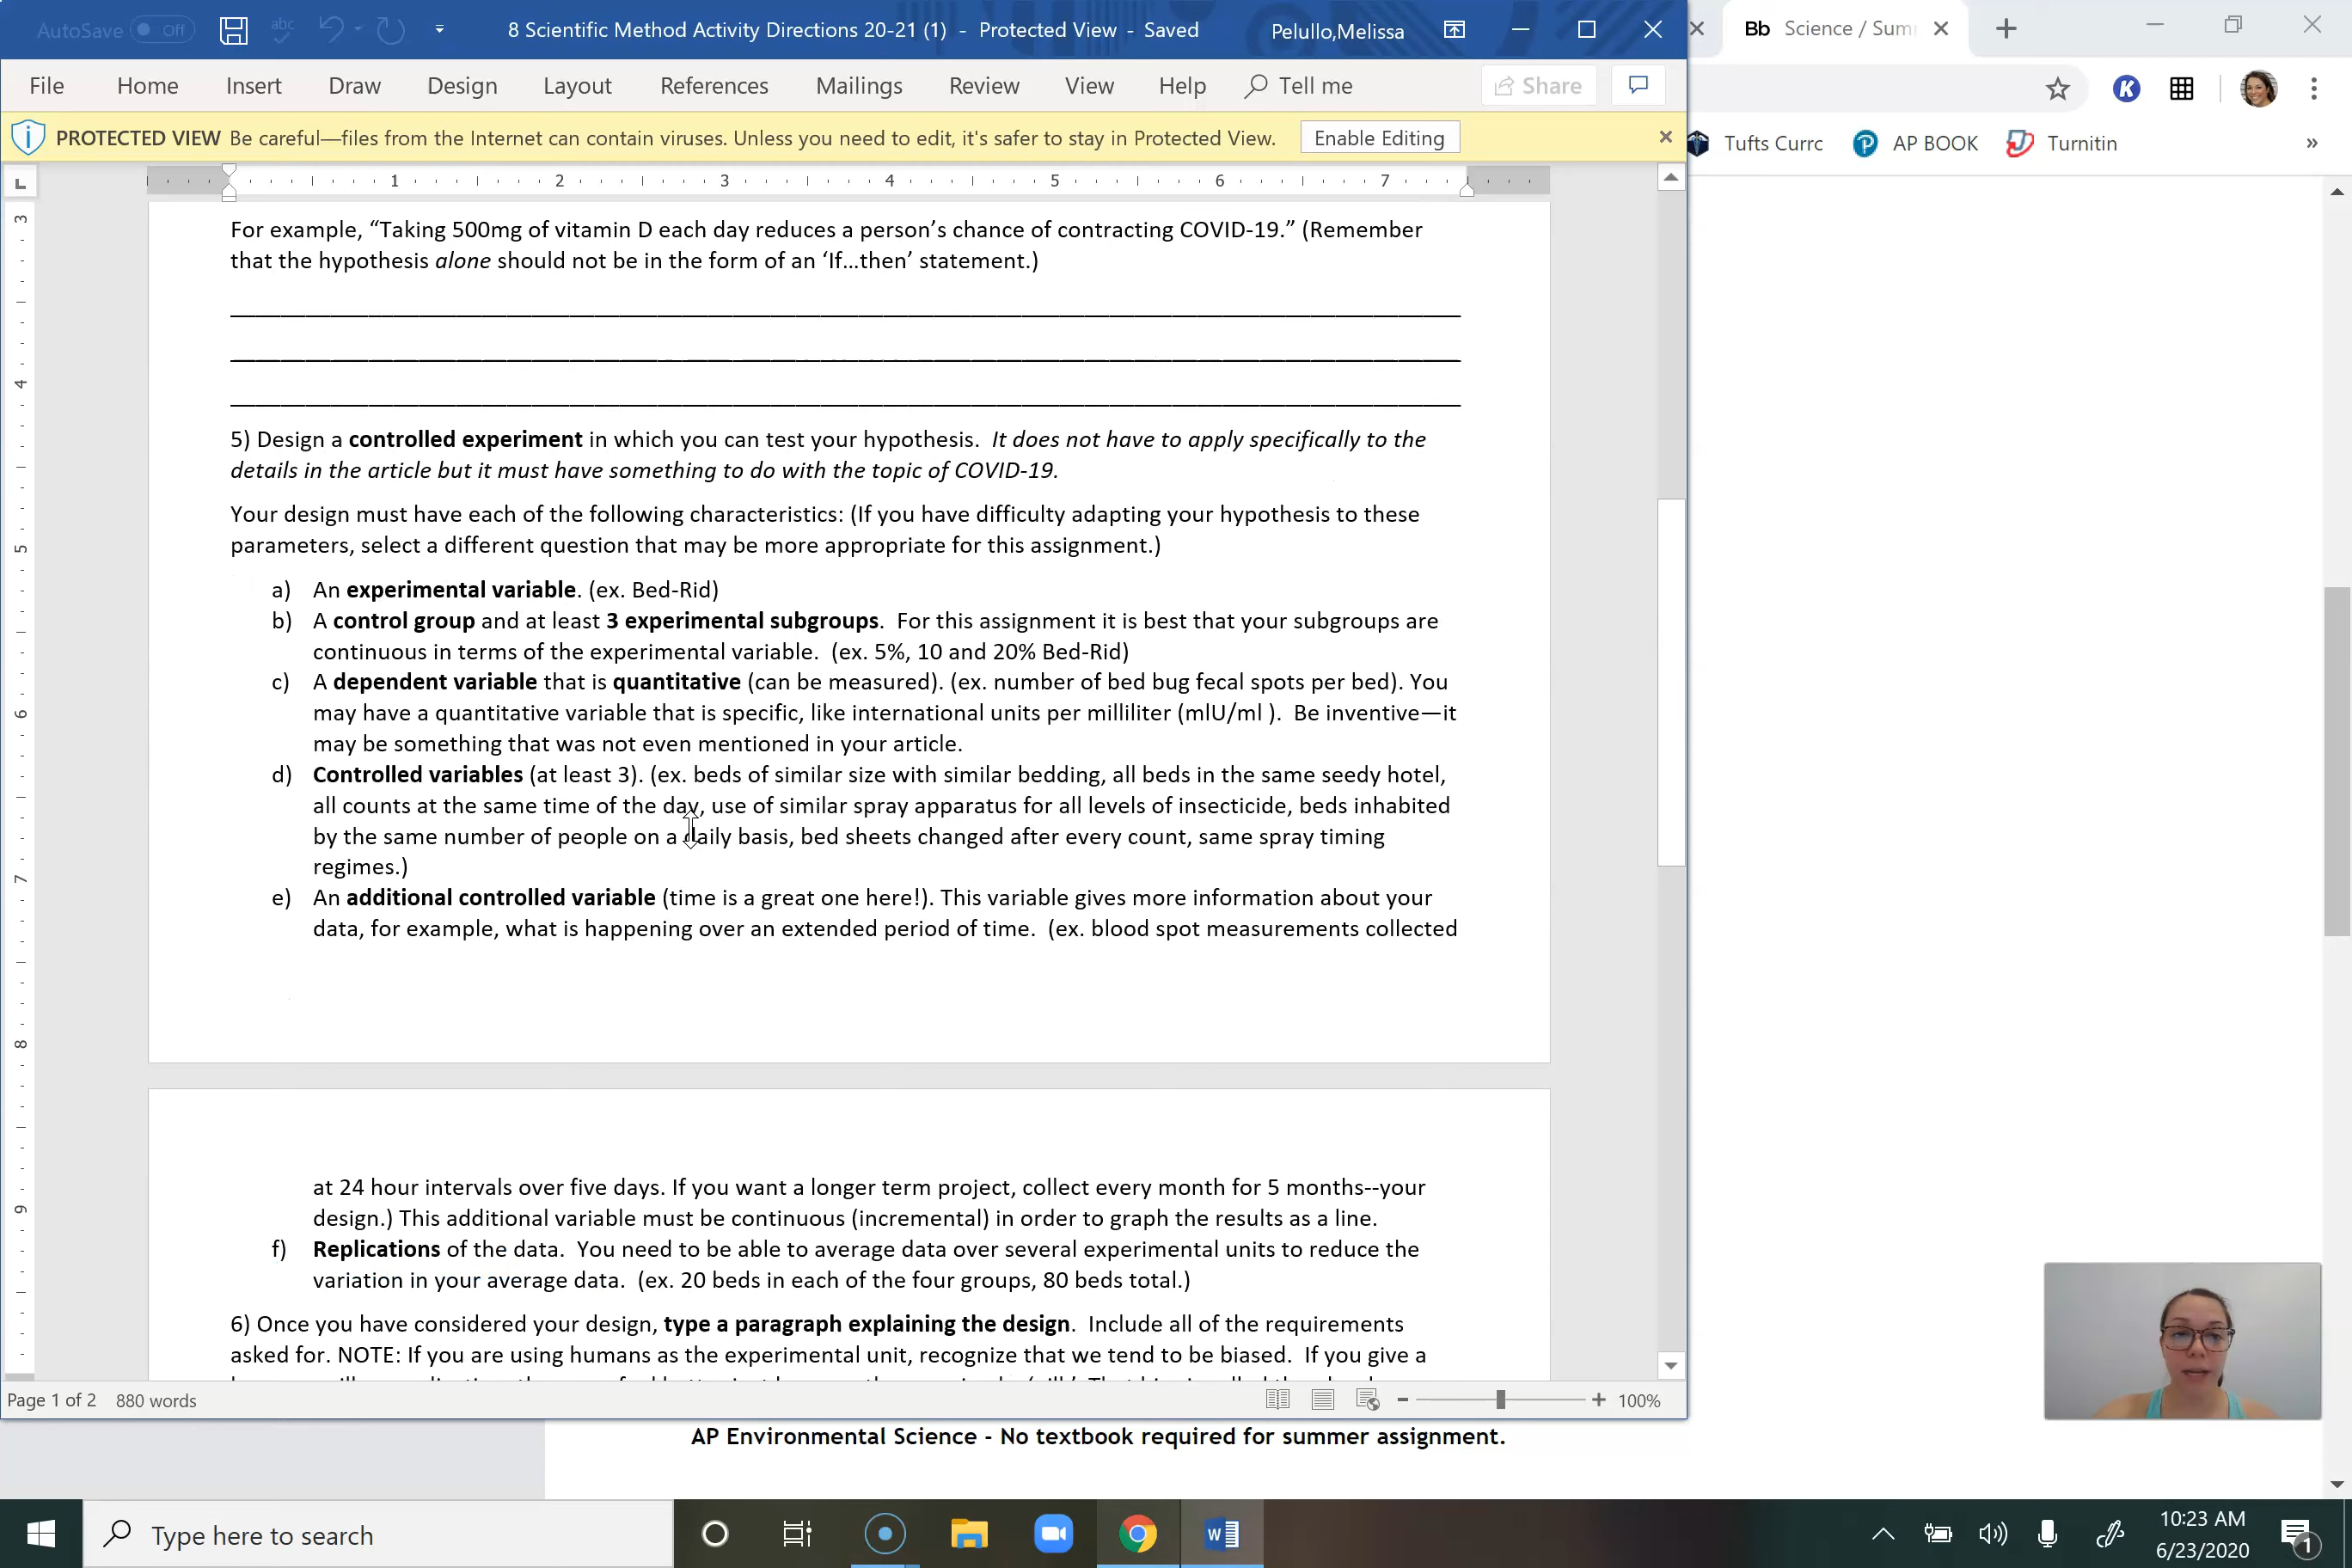 AutoSave Off
abc
8 Scientific Method Activity Directions 20-21 (1) - Protected View - Saved
Pelullo,Melissa
Bb Science / Sum
File Home Insert Draw Design Layout References Mailings Review View Help Tell me Share
K
PROTECTED VIEW Be careful—files from the Internet can contain viruses. Unless you need to edit, it's safer to stay in Protected View. Enable Editing
Tufts Currc AP BOOK Turnitin
L
1 2 3 4 5 6 7
3
4
5
6
7
8
9
For example, “Taking 500mg of vitamin D each day reduces a person’s chance of contracting COVID-19.” (Remember
that the hypothesis alone should not be in the form of an ‘If…then’ statement.)
5) Design a controlled experiment in which you can test your hypothesis. It does not have to apply specifically to the
details in the article but it must have something to do with the topic of COVID-19.
Your design must have each of the following characteristics: (If you have difficulty adapting your hypothesis to these
parameters, select a different question that may be more appropriate for this assignment.)
a) An experimental variable. (ex. Bed-Rid)
b) A control group and at least 3 experimental subgroups. For this assignment it is best that your subgroups are
continuous in terms of the experimental variable. (ex. 5%, 10 and 20% Bed-Rid)
c) A dependent variable that is quantitative (can be measured). (ex. number of bed bug fecal spots per bed). You
may have a quantitative variable that is specific, like international units per milliliter (mlU/ml ). Be inventive—it
may be something that was not even mentioned in your article.
d) Controlled variables (at least 3). (ex. beds of similar size with similar bedding, all beds in the same seedy hotel,
all counts at the same time of the day, use of similar spray apparatus for all levels of insecticide, beds inhabited
by the same number of people on a daily basis, bed sheets changed after every count, same spray timing
regimes.)
e) An additional controlled variable (time is a great one here!). This variable gives more information about your
data, for example, what is happening over an extended period of time. (ex. blood spot measurements collected
at 24 hour intervals over five days. If you want a longer term project, collect every month for 5 months--your
design.) This additional variable must be continuous (incremental) in order to graph the results as a line.
f) Replications of the data. You need to be able to average data over several experimental units to reduce the
variation in your average data. (ex. 20 beds in each of the four groups, 80 beds total.)
6) Once you have considered your design, type a paragraph explaining the design. Include all of the requirements
asked for. NOTE: If you are using humans as the experimental unit, recognize that we tend to be biased. If you give a
Page 1 of 2 880 words
100%
AP Environmental Science - No textbook required for summer assignment.
Type here to search
W
10:23 AM
6/23/2020
1